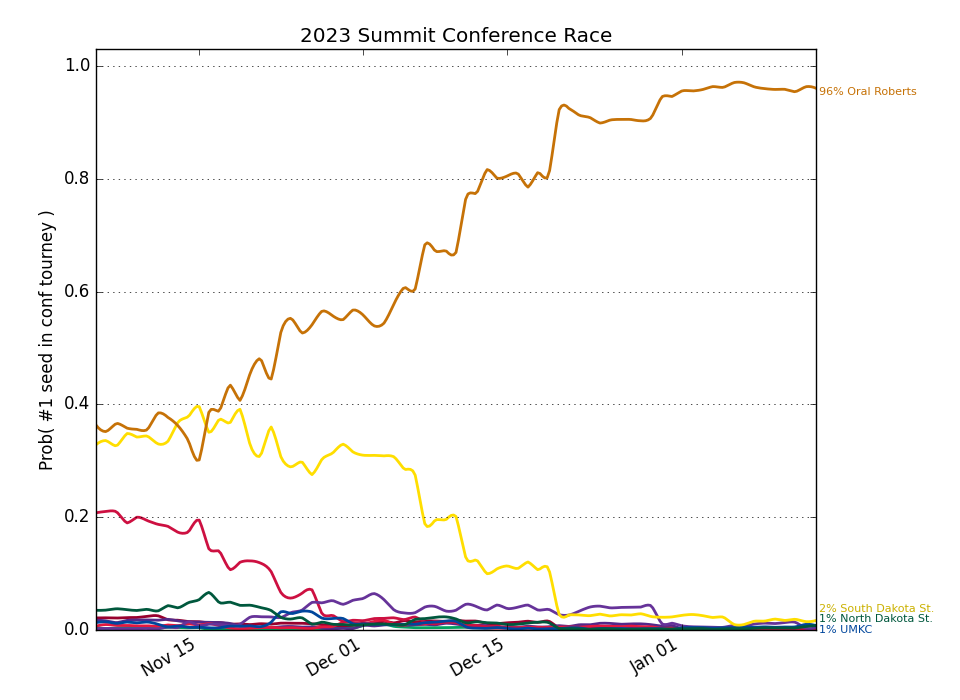 2023 Summit Conference Race
Prob( #1 seed in conf tourney )
1.0
0.8
0.6
0.4
0.2
0.0
Nov 15
Dec 01
Dec 15
Jan 01
96% Oral Roberts
2% South Dakota St.
1% North Dakota St.
1% UMKC